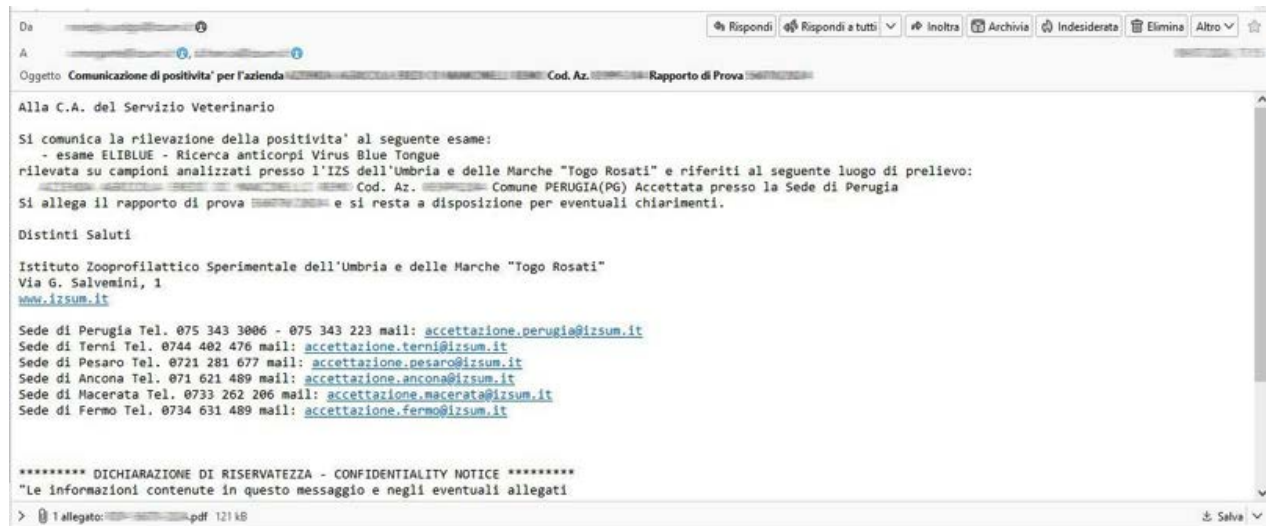 Da
Rispondi Rispondi a tutti Inoltra Archivia Indesiderata Elimina Altro
A
Oggetto Comunicazione di positivita' per l'azienda Cod. Az. Rapporto di Prova
Alla C.A. del Servizio Veterinario
Si comunica la rilevazione della positivita' al seguente esame:
- esame ELIBLUE - Ricerca anticorpi Virus Blue Tongue
rilevata su campioni analizzati presso l'IZS dell'Umbria e delle Marche "Togo Rosati" e riferiti al seguente luogo di prelievo:
Cod. Az. Comune PERUGIA(PG) Accettata presso la Sede di Perugia
Si allega il rapporto di prova e si resta a disposizione per eventuali chiarimenti.
Distinti Saluti
Istituto Zooprofilattico Sperimentale dell'Umbria e delle Marche "Togo Rosati"
Via G. Salvemini, 1
www.izsum.it
Sede di Perugia Tel. 075 343 3006 - 075 343 223 mail: accettazione.perugia@izsum.it
Sede di Terni Tel. 0744 402 476 mail: accettazione.terni@izsum.it
Sede di Pesaro Tel. 0721 281 677 mail: accettazione.pesaro@izsum.it
Sede di Ancona Tel. 071 621 489 mail: accettazione.ancona@izsum.it
Sede di Macerata Tel. 0733 262 206 mail: accettazione.macerata@izsum.it
Sede di Fermo Tel. 0734 631 489 mail: accettazione.fermo@izsum.it
********* DICHIARAZIONE DI RISERVATEZZA - CONFIDENTIALITY NOTICE *********
"Le informazioni contenute in questo messaggio e negli eventuali allegati
1 allegato: .pdf 121 kB
Salva